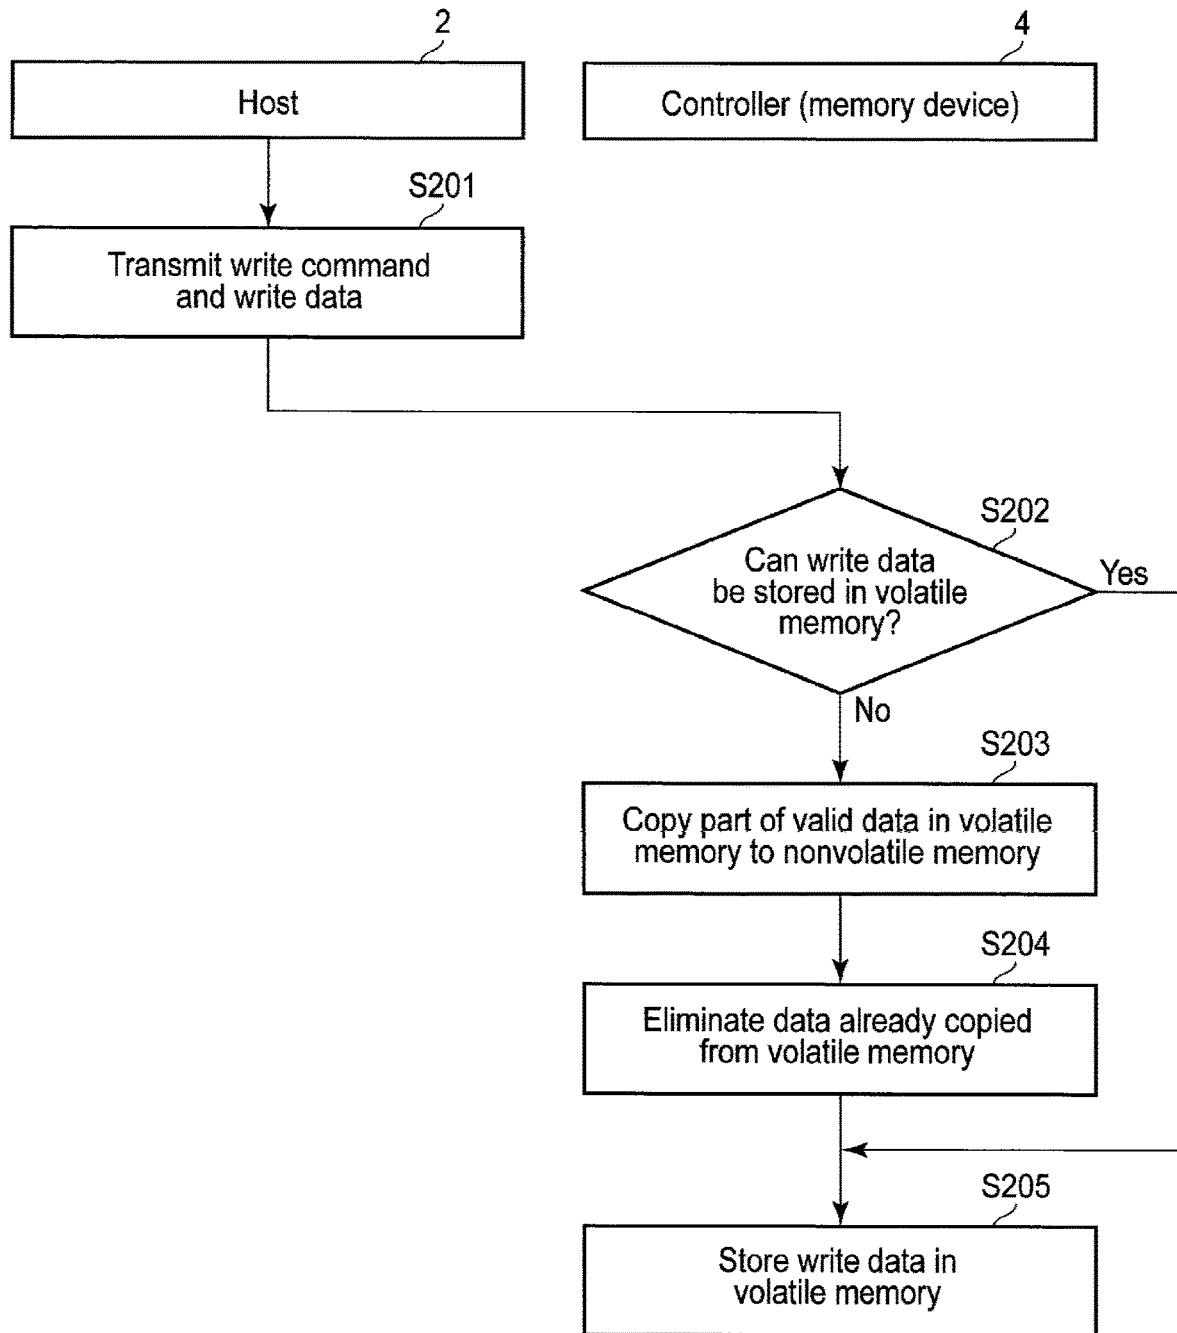 2
4
Host
Controller (memory device)
S201
Transmit write command
and write data
S202
Can write data
be stored in volatile
memory?
Yes
No
S203
Copy part of valid data in volatile
memory to nonvolatile memory
S204
Eliminate data already copied
from volatile memory
S205
Store write data in
volatile memory